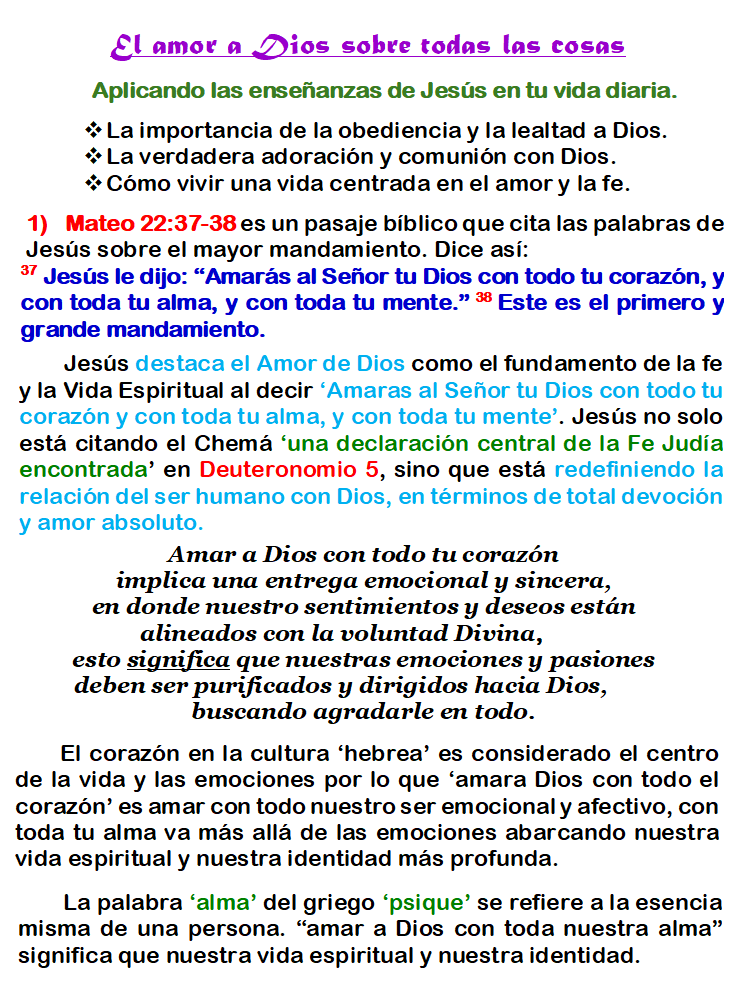 El amor a Dios sobre todas las cosas
Aplicando las enseñanzas de Jesús en tu vida diaria.
❖La importancia de la obediencia y la lealtad a Dios.
❖La verdadera adoración y comunión con Dios.
❖Cómo vivir una vida centrada en el amor y la fe.
1) Mateo 22:37-38 es un pasaje bíblico que cita las palabras de
Jesús sobre el mayor mandamiento. Dice así:
37 Jesús le dijo: “Amarás al Señor tu Dios con todo tu corazón, y
con toda tu alma, y con toda tu mente.” 38 Este es el primero y
grande mandamiento.
Jesús destaca el Amor de Dios como el fundamento de la fe
y la Vida Espiritual al decir ‘Amaras al Señor tu Dios con todo tu
corazón y con toda tu alma, y con toda tu mente’. Jesús no solo
está citando el Chemá ‘una declaración central de la Fe Judía
encontrada’ en Deuteronomio 5, sino que está redefiniendo la
relación del ser humano con Dios, en términos de total devoción
y amor absoluto.
Amar a Dios con todo tu corazón
implica una entrega emocional y sincera,
en donde nuestro sentimientos y deseos están
alineados con la voluntad Divina,
esto significa que nuestras emociones y pasiones
deben ser purificados y dirigidos hacia Dios,
buscando agradarle en todo.
El corazón en la cultura ‘hebrea’ es considerado el centro
de la vida y las emociones por lo que ‘amara Dios con todo el
corazón’ es amar con todo nuestro ser emocional y afectivo, con
toda tu alma va más allá de las emociones abarcando nuestra
vida espiritual y nuestra identidad más profunda.
La palabra ‘alma’ del griego ‘psique’ se refiere a la esencia
misma de una persona. “amar a Dios con toda nuestra alma”
significa que nuestra vida espiritual y nuestra identidad.